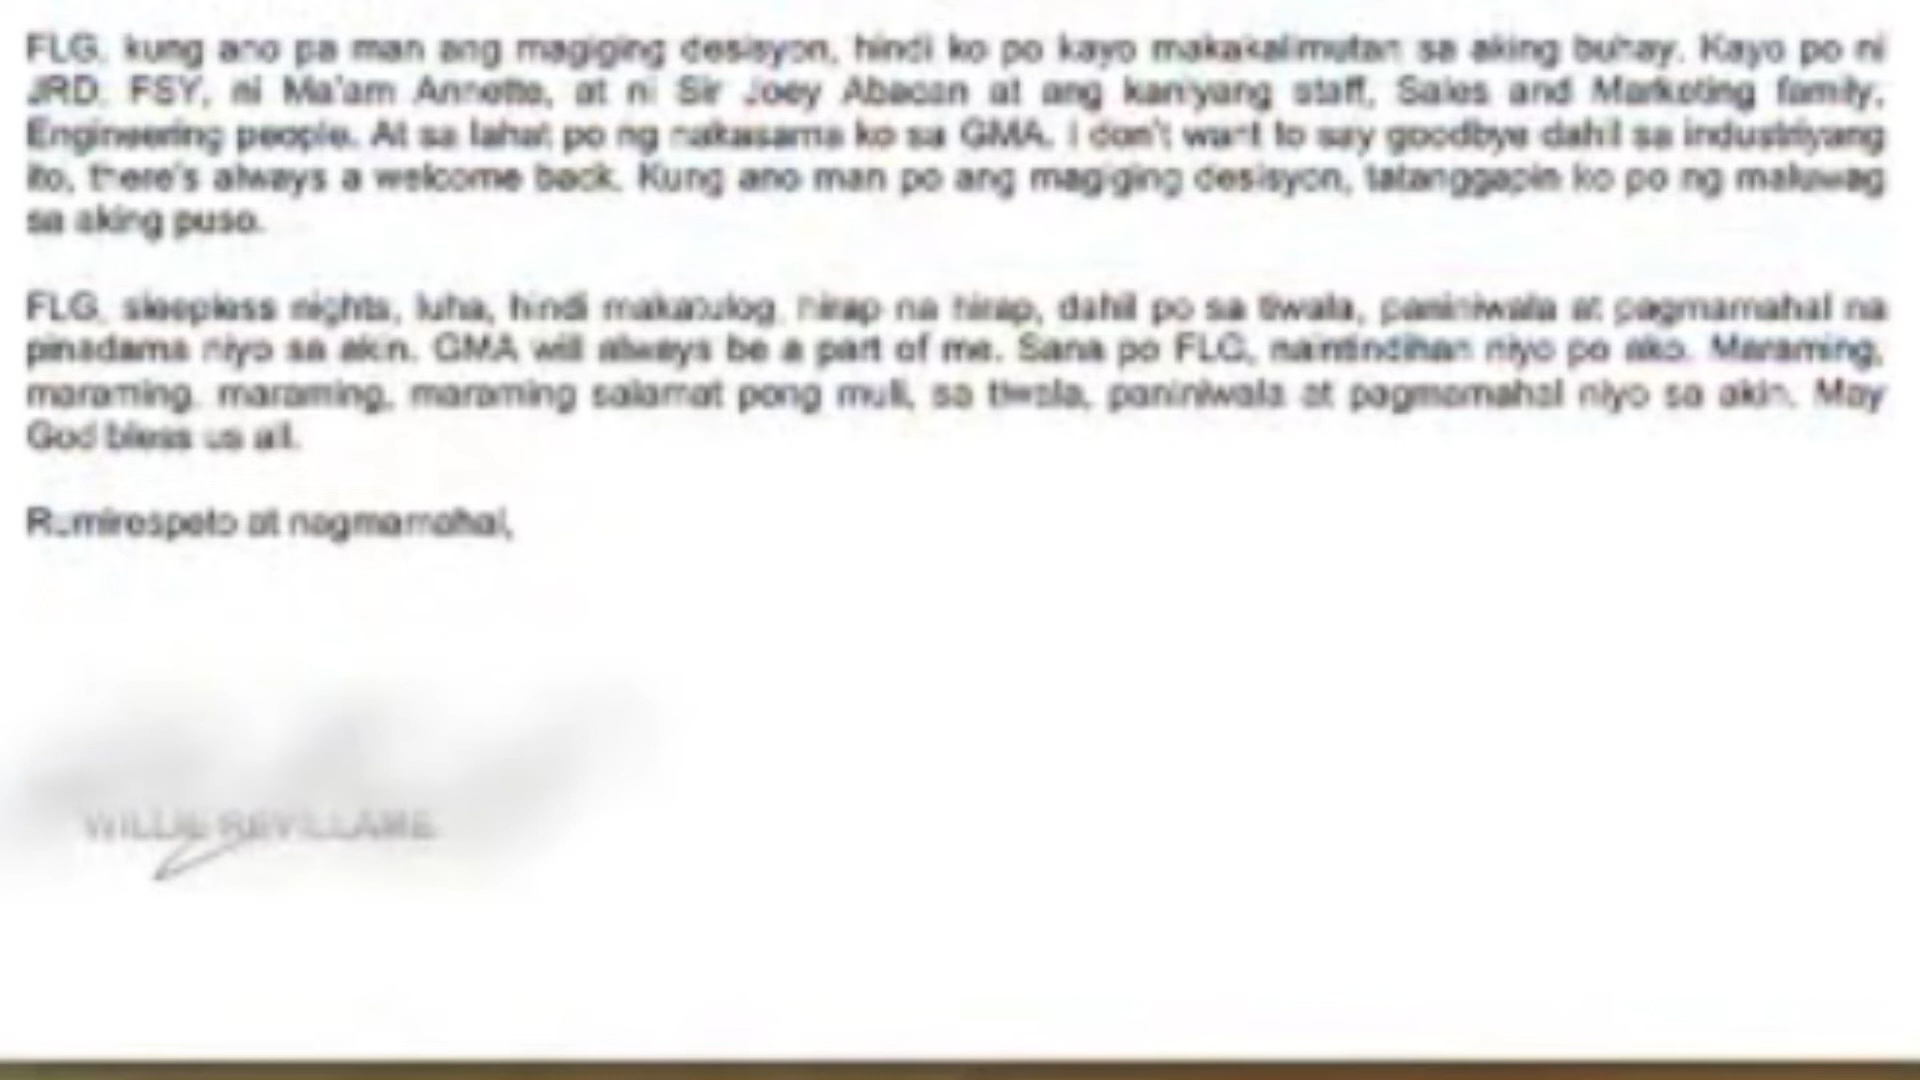 FLG, kung ano pa man ang magiging desisyon, hindi ko po kayo makakalimutan sa aking buhay. Kayo po ni
JRD, FSY, ni Ma'am Annette, at ni Sir Joey Abacan at ang kaniyang staff, Sales and Marketing family,
Engineering people. At sa lahat po ng nakasama ko sa GMA. I don't want to say goodbye dahil sa industriyang
ito, there's always a welcome back. Kung ano man po ang magiging desisyon, tatanggapin ko po ng maluwag
sa aking puso.
FLG, sleepless nights, luha, hindi makatulog, hirap na hirap, dahil po sa tiwala, paniniwala at pagmamahal na
pinadama niyo sa akin. GMA will always be a part of me. Sana po FLG, naintindihan niyo po ako. Maraming,
maraming, maraming, maraming salamat pong muli, sa tiwala, paniniwala at pagmamahal niyo sa akin. May
God bless us all.
Rumirespeto at nagmamahal,
WILLIE REVILLAME